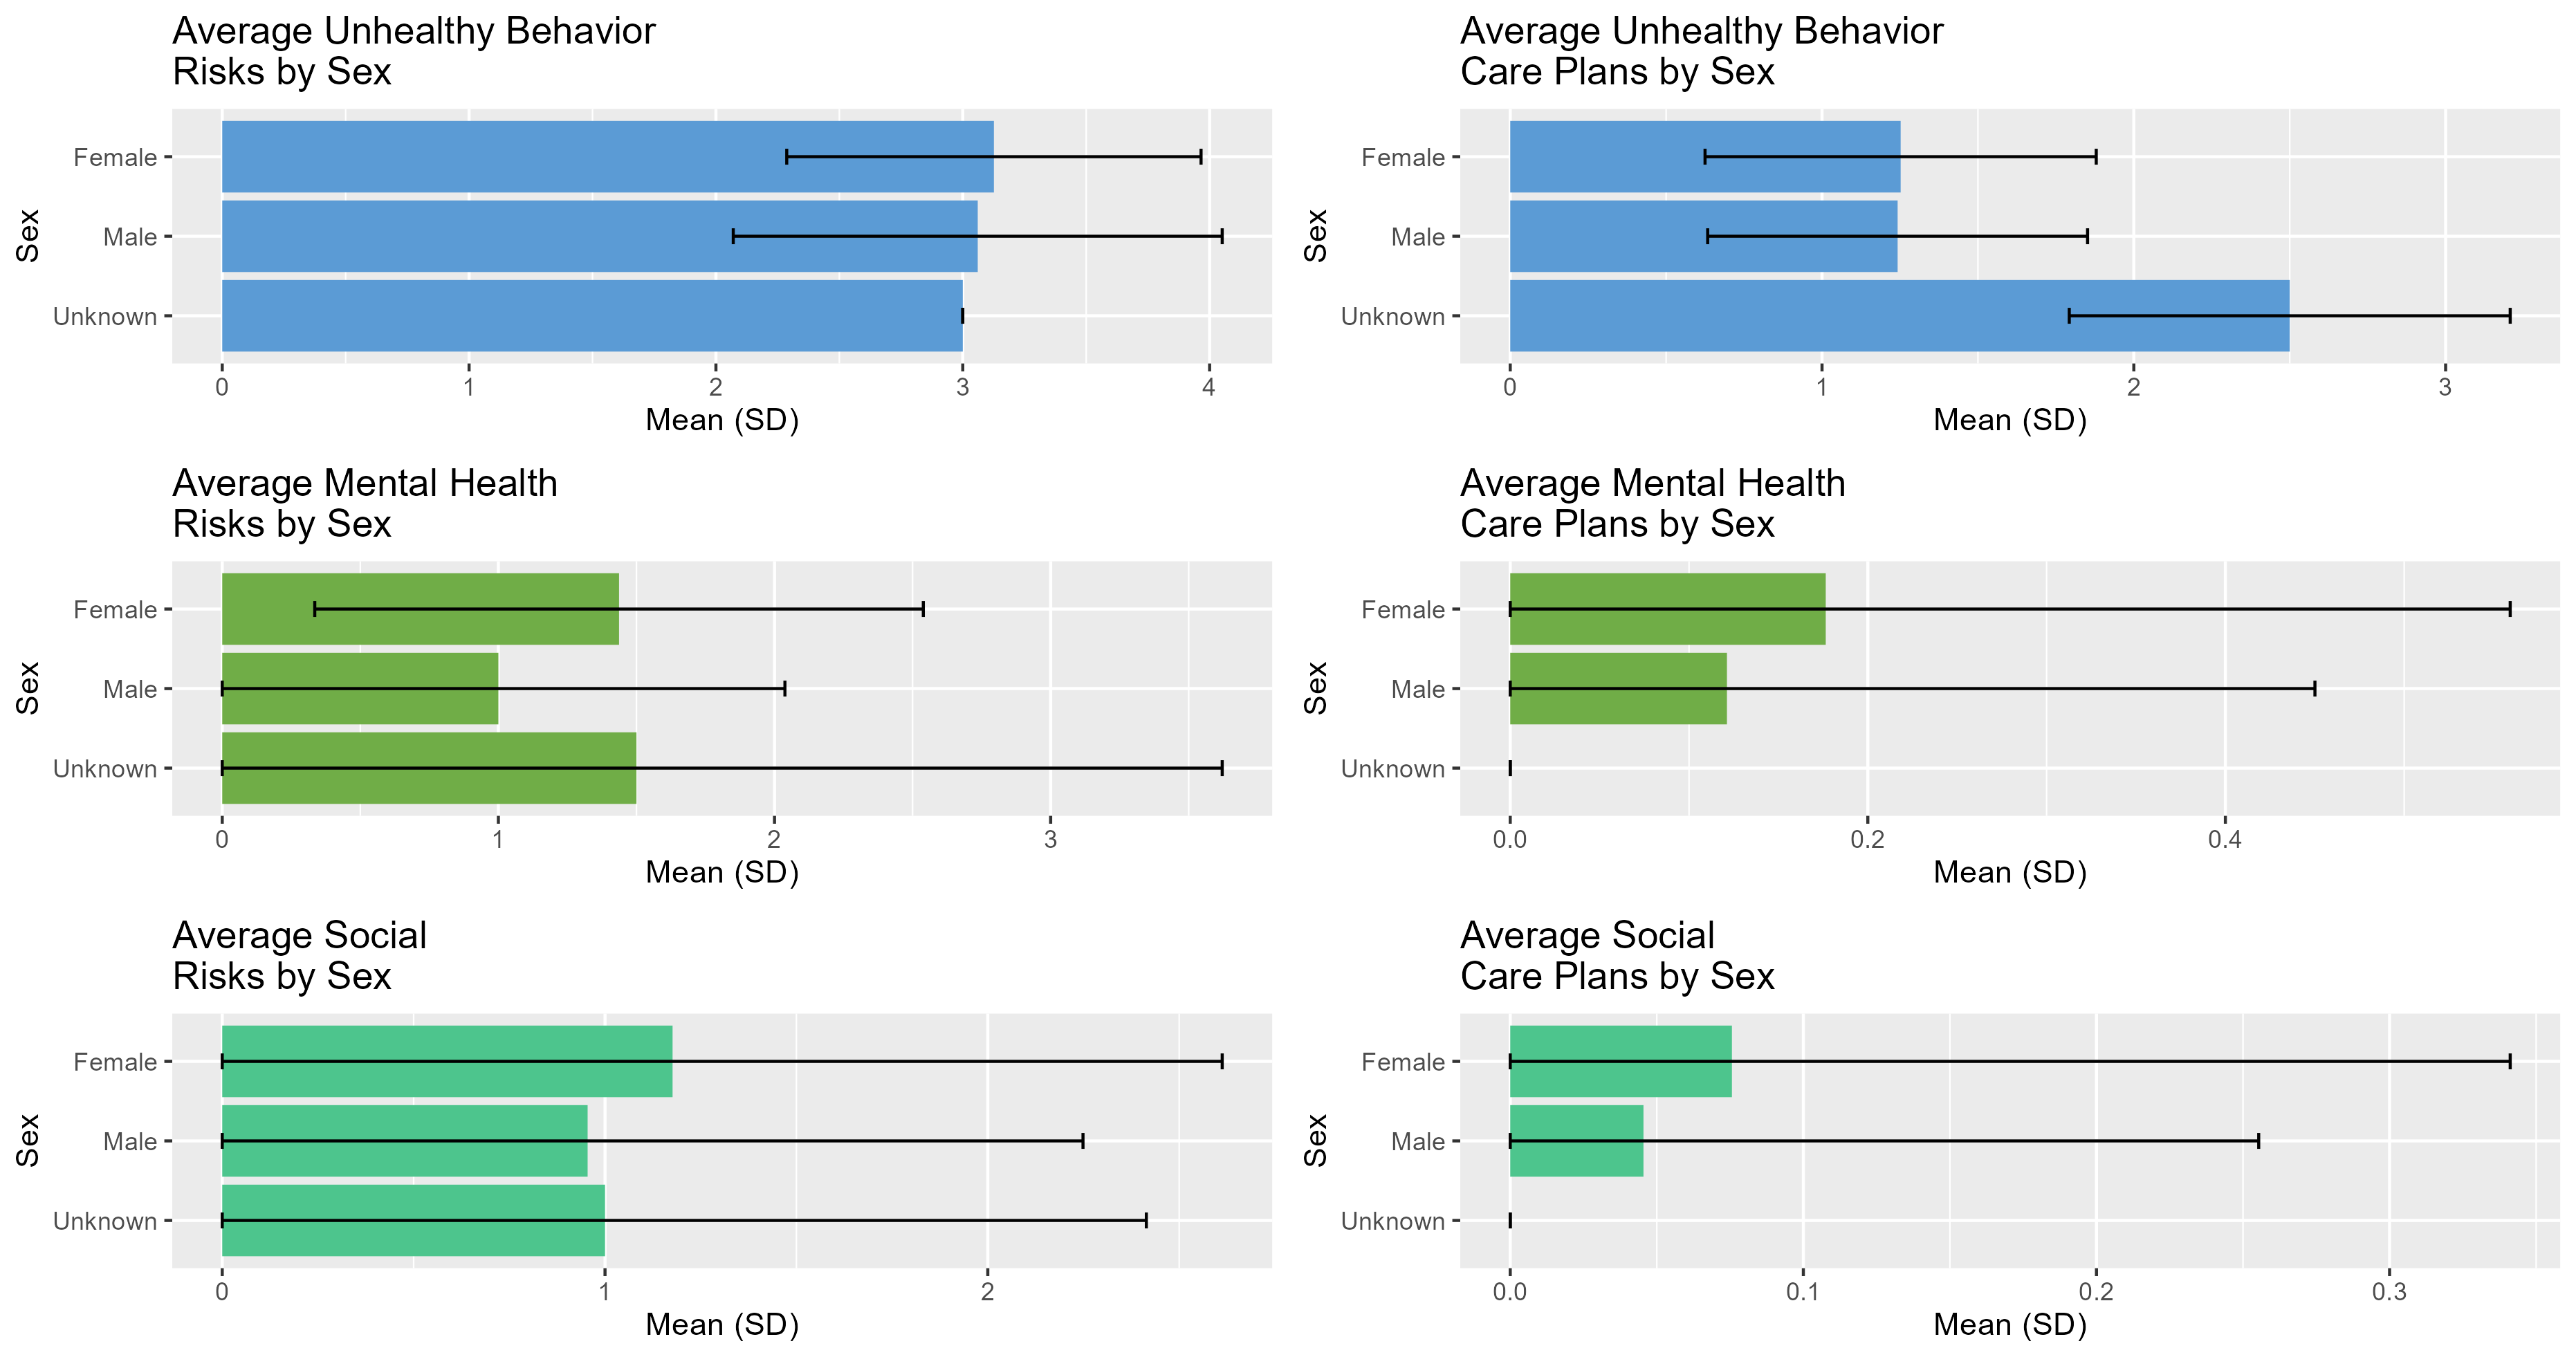 Average Unhealthy Behavior
Risks by Sex
Sex
Female
Male
Unknown
0 1 2 3 4
Mean (SD)
Average Unhealthy Behavior
Care Plans by Sex
Sex
Female
Male
Unknown
0 1 2 3
Mean (SD)
Average Mental Health
Risks by Sex
Sex
Female
Male
Unknown
0 1 2 3
Mean (SD)
Average Mental Health
Care Plans by Sex
Sex
Female
Male
Unknown
0.0 0.2 0.4
Mean (SD)
Average Social
Risks by Sex
Sex
Female
Male
Unknown
0 1 2
Mean (SD)
Average Social
Care Plans by Sex
Sex
Female
Male
Unknown
0.0 0.1 0.2 0.3
Mean (SD)